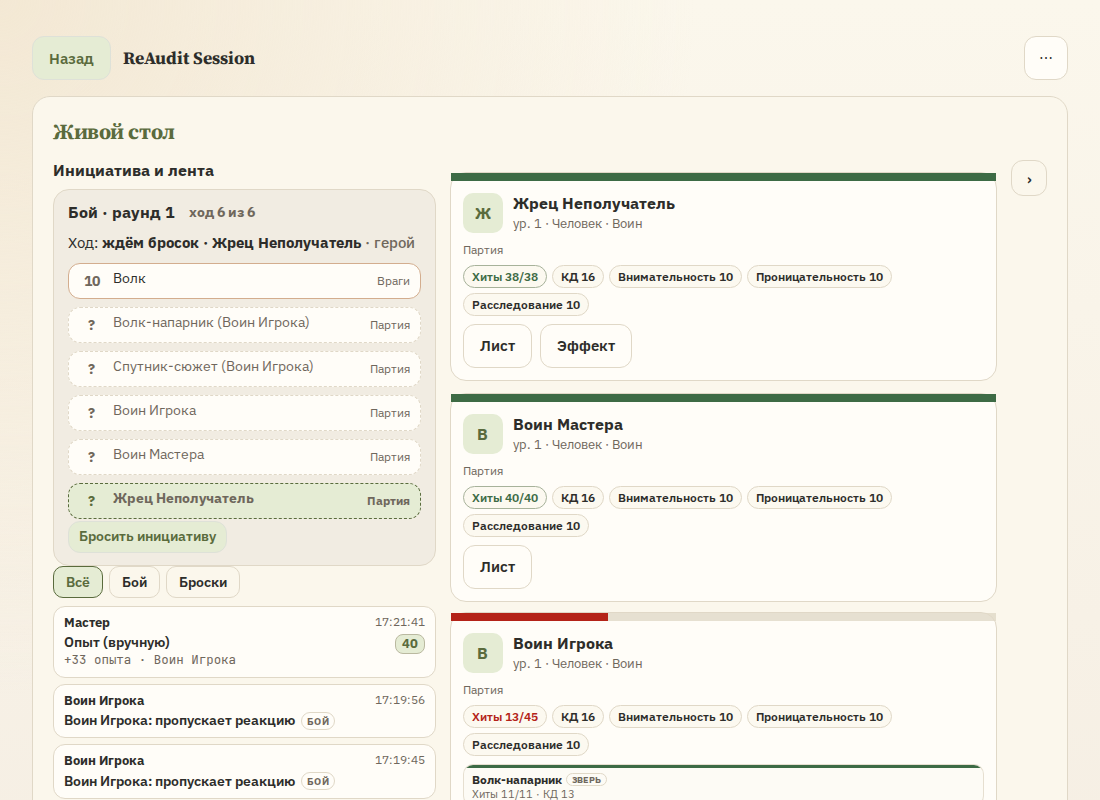 Назад
ReAudit Session
...
Живой стол
Инициатива и лента
Бой · раунд 1 ход 6 из 6
Ход: ждём бросок · Жрец Неполучатель · герой
10 Волк Враги
? Волк-напарник (Воин Игрока) Партия
? Спутник-сюжет (Воин Игрока) Партия
? Воин Игрока Партия
? Воин Мастера Партия
? Жрец Неполучатель Партия
Бросить инициативу
Всё Бой Броски
Мастер 17:21:41
Опыт (вручную) 40
+33 опыта · Воин Игрока
Воин Игрока 17:19:56
Воин Игрока: пропускает реакцию БОЙ
Воин Игрока 17:19:45
Воин Игрока: пропускает реакцию БОЙ
Ж
Жрец Неполучатель
ур. 1 · Человек · Воин
Партия
Хиты 38/38 КД 16 Внимательность 10 Проницательность 10
Расследование 10
Лист Эффект
В
Воин Мастера
ур. 1 · Человек · Воин
Партия
Хиты 40/40 КД 16 Внимательность 10 Проницательность 10
Расследование 10
Лист
В
Воин Игрока
ур. 1 · Человек · Воин
Партия
Хиты 13/45 КД 16 Внимательность 10 Проницательность 10
Расследование 10
Волк-напарник ЗВЕРЬ
Хиты 11/11 · КД 13
›